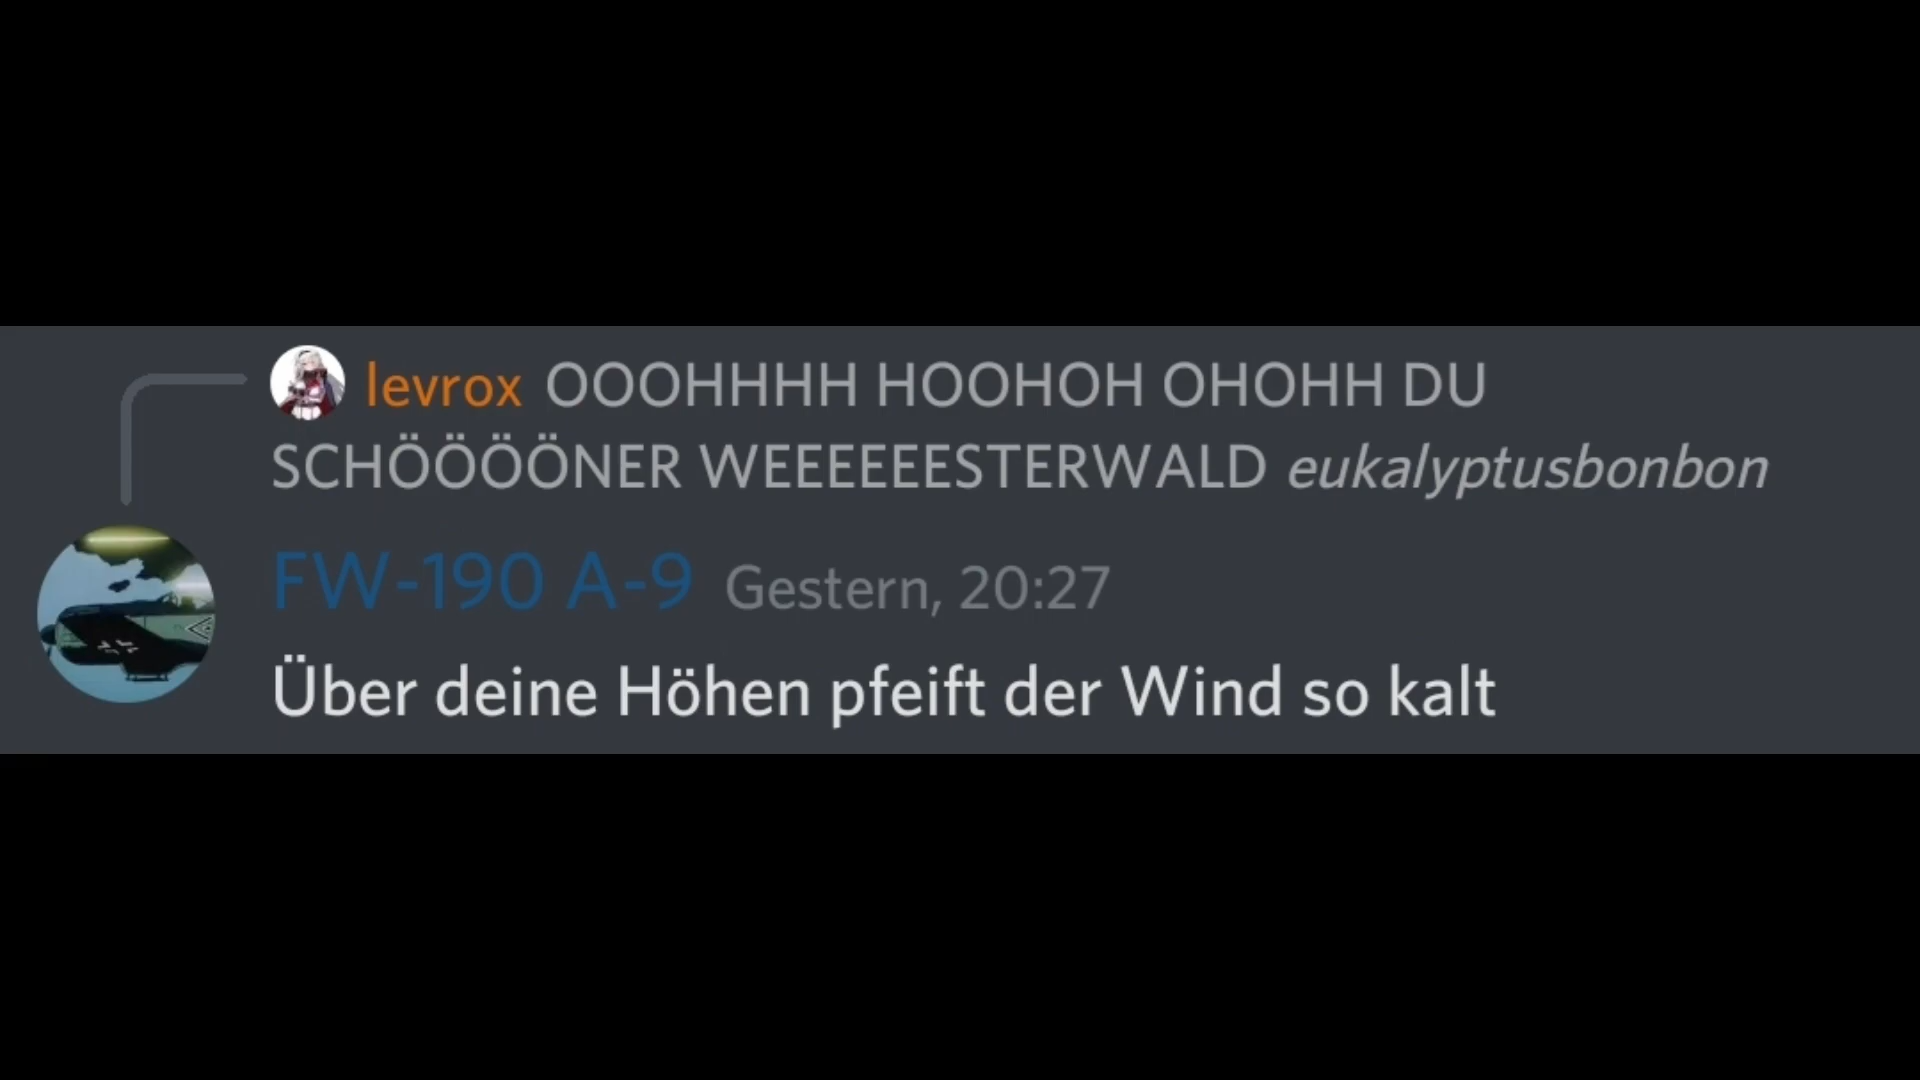 levrox OOOHHHH HOOHOH OHOHH DU
SCHÖÖÖÖNER WEEEEEESTERWALD eukalyptusbonbon
FW-190 A-9 Gestern, 20:27
Über deine Höhen pfeift der Wind so kalt